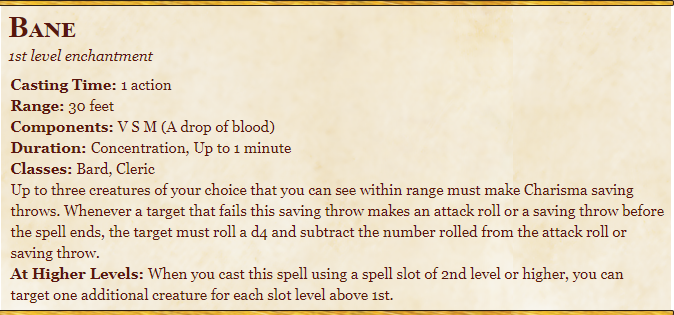 Bane
1st level enchantment
Casting Time: 1 action
Range: 30 feet
Components: V S M (A drop of blood)
Duration: Concentration, Up to 1 minute
Classes: Bard, Cleric
Up to three creatures of your choice that you can see within range must make Charisma saving
throws. Whenever a target that fails this saving throw makes an attack roll or a saving throw before
the spell ends, the target must roll a d4 and subtract the number rolled from the attack roll or
saving throw.
At Higher Levels: When you cast this spell using a spell slot of 2nd level or higher, you can
target one additional creature for each slot level above 1st.